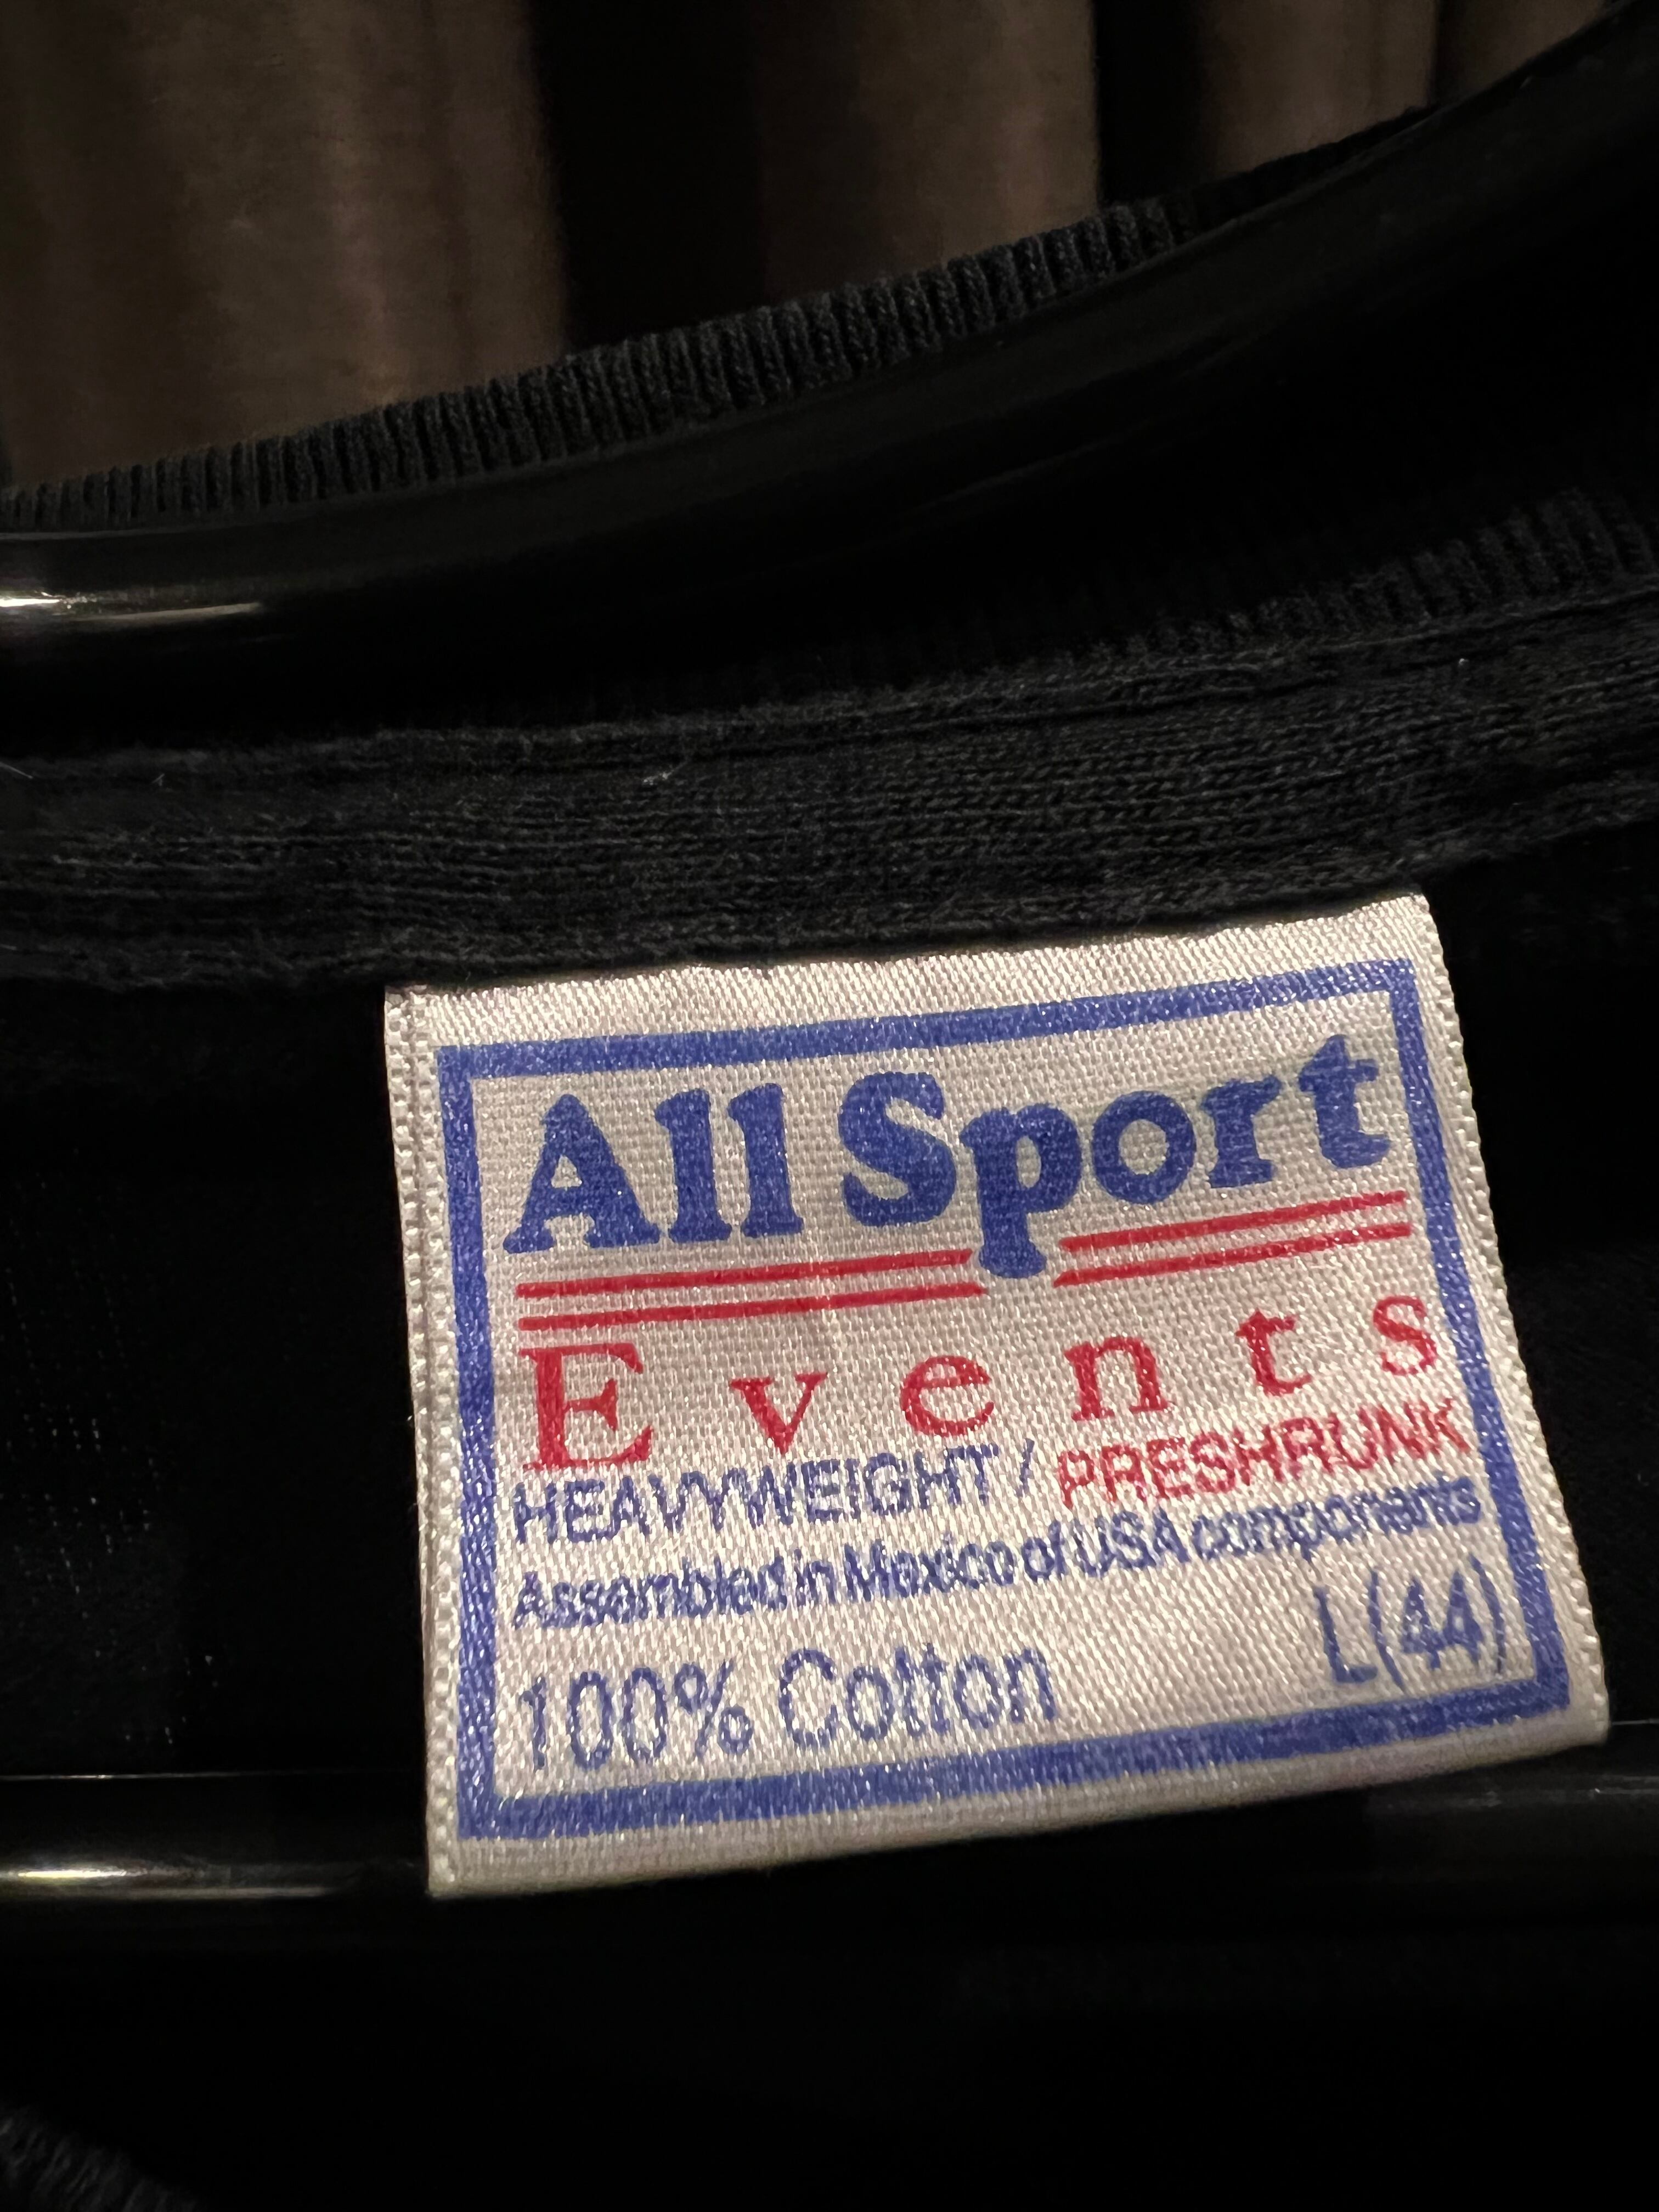 All Sport
Events
HEAVYWEIGHT / PRESHRUNK
Assembled in Mexico of USA components
100% Cotton L(44)